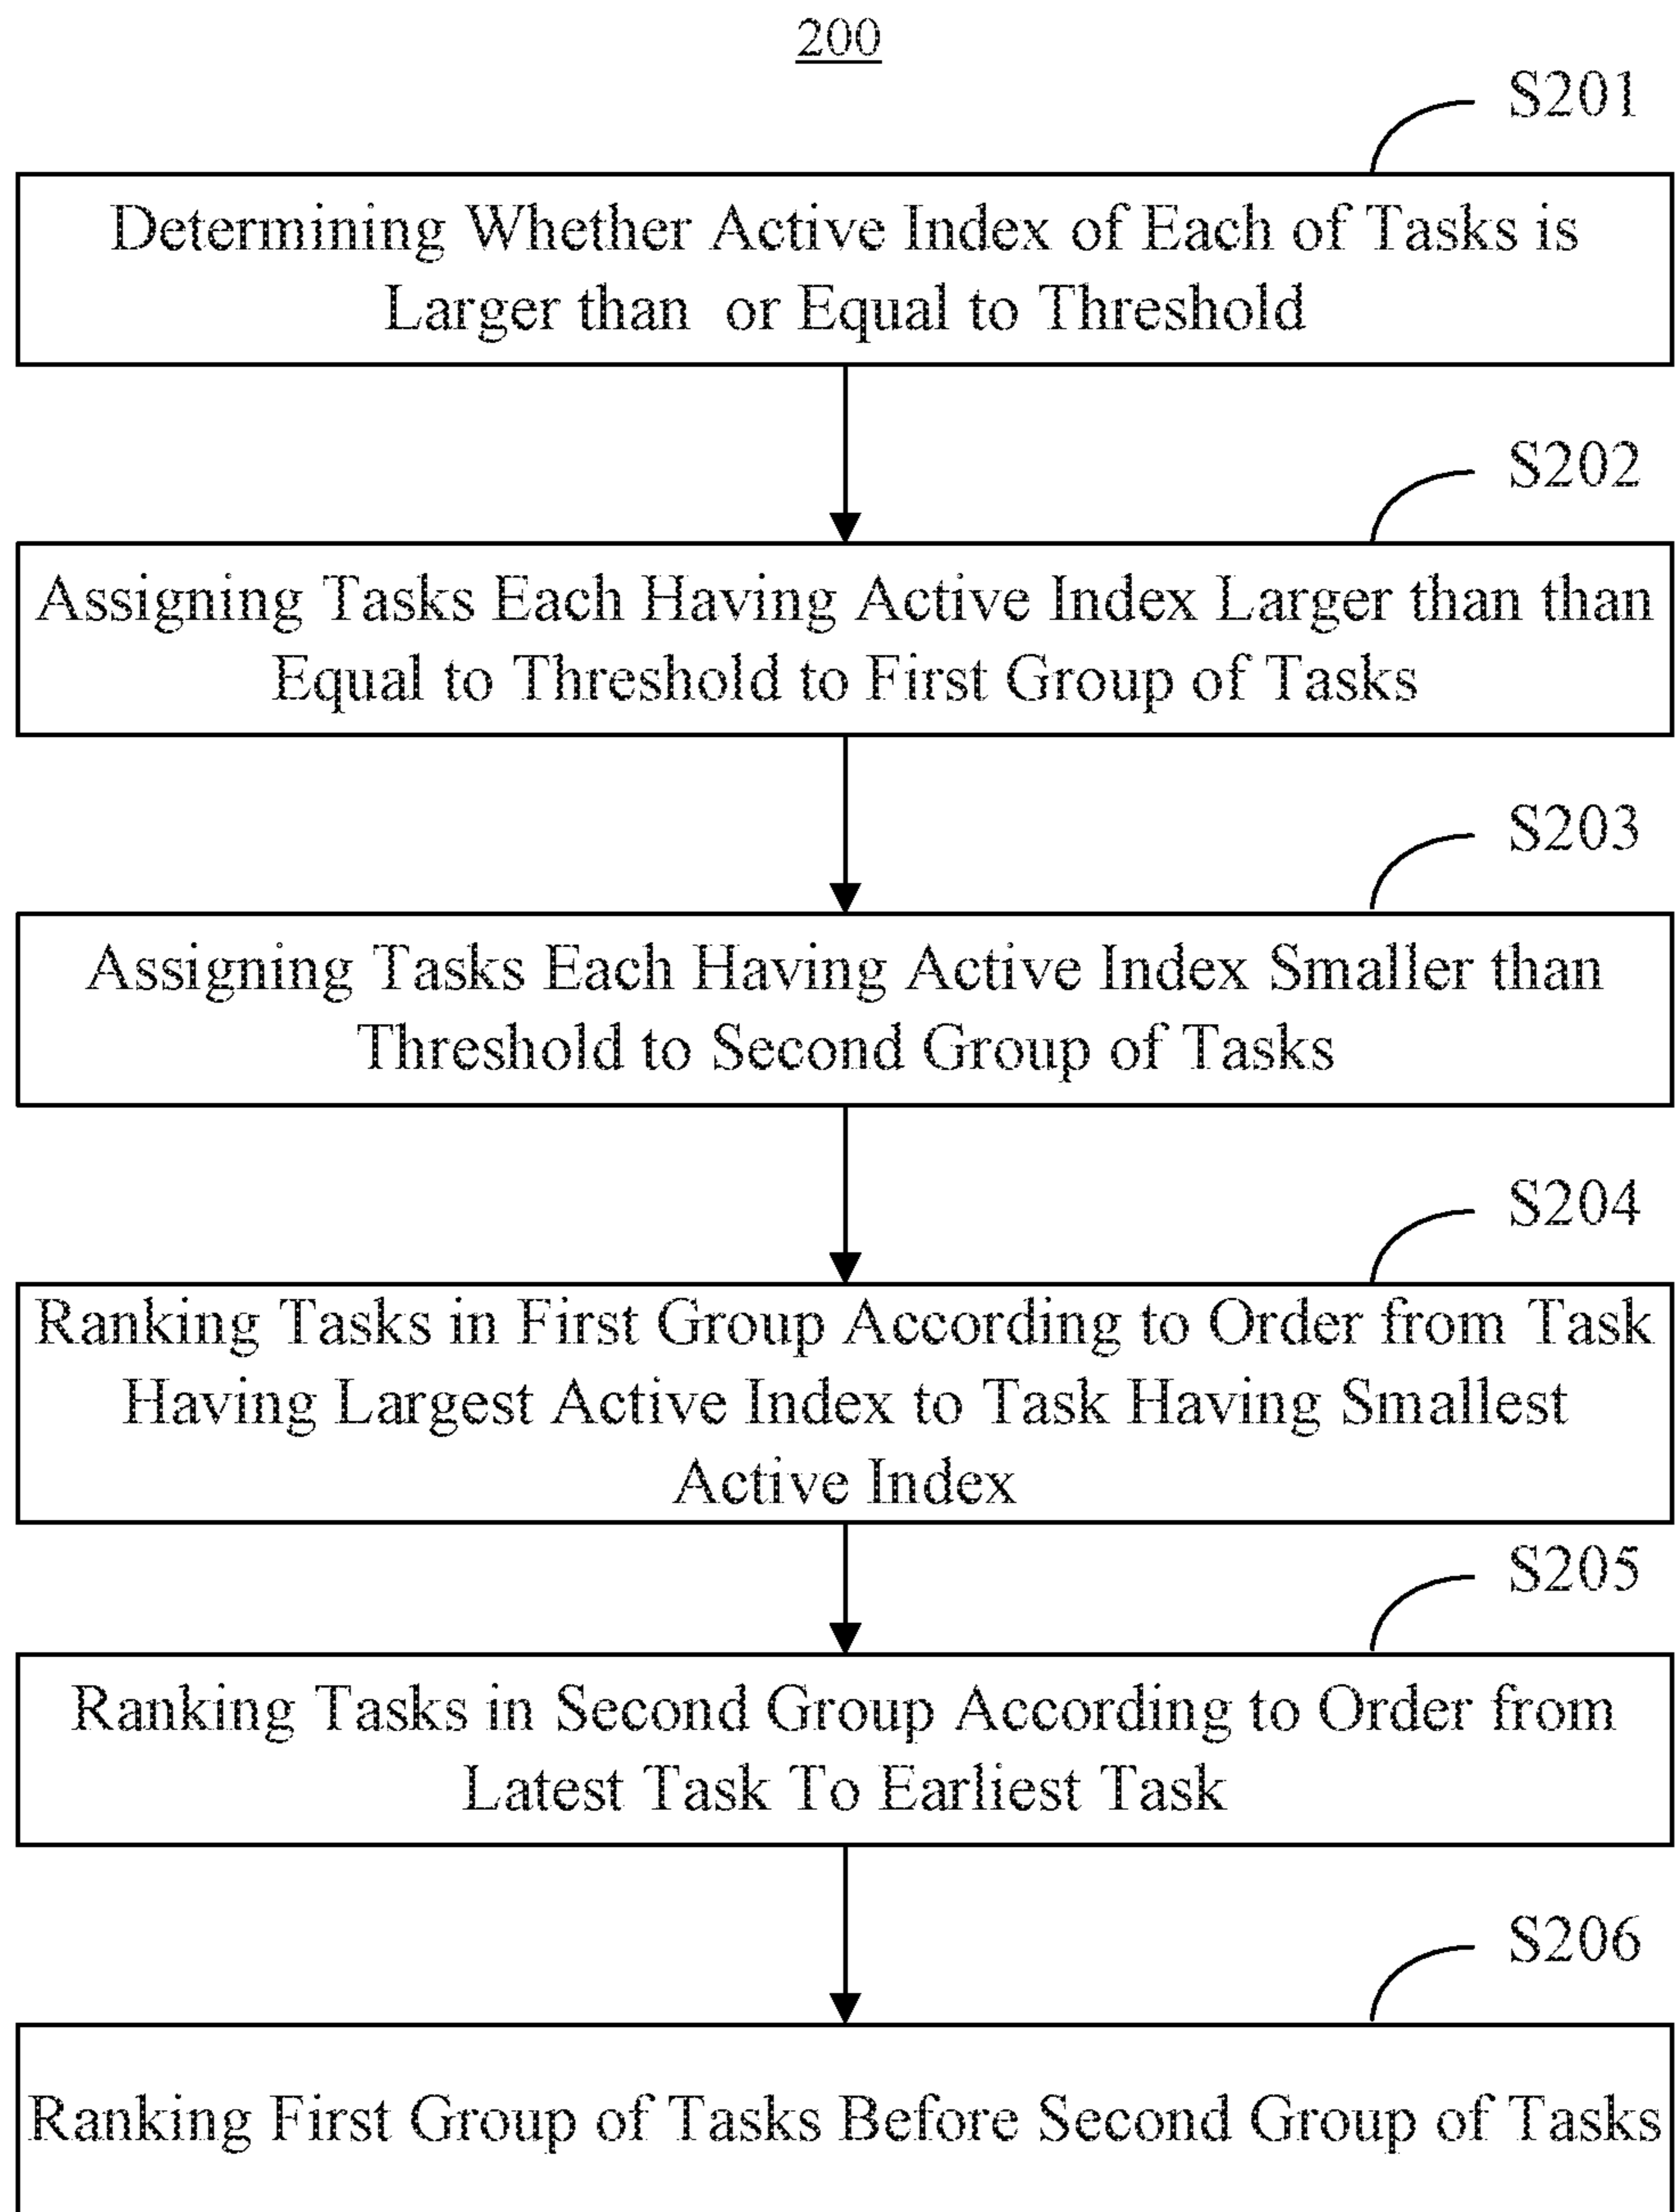 200
S201
Determining Whether Active Index of Each of Tasks is
Larger than or Equal to Threshold
S202
Assigning Tasks Each Having Active Index Larger than than
Equal to Threshold to First Group of Tasks
S203
Assigning Tasks Each Having Active Index Smaller than
Threshold to Second Group of Tasks
S204
Ranking Tasks in First Group According to Order from Task
Having Largest Active Index to Task Having Smallest
Active Index
S205
Ranking Tasks in Second Group According to Order from
Latest Task To Earliest Task
S206
Ranking First Group of Tasks Before Second Group of Tasks